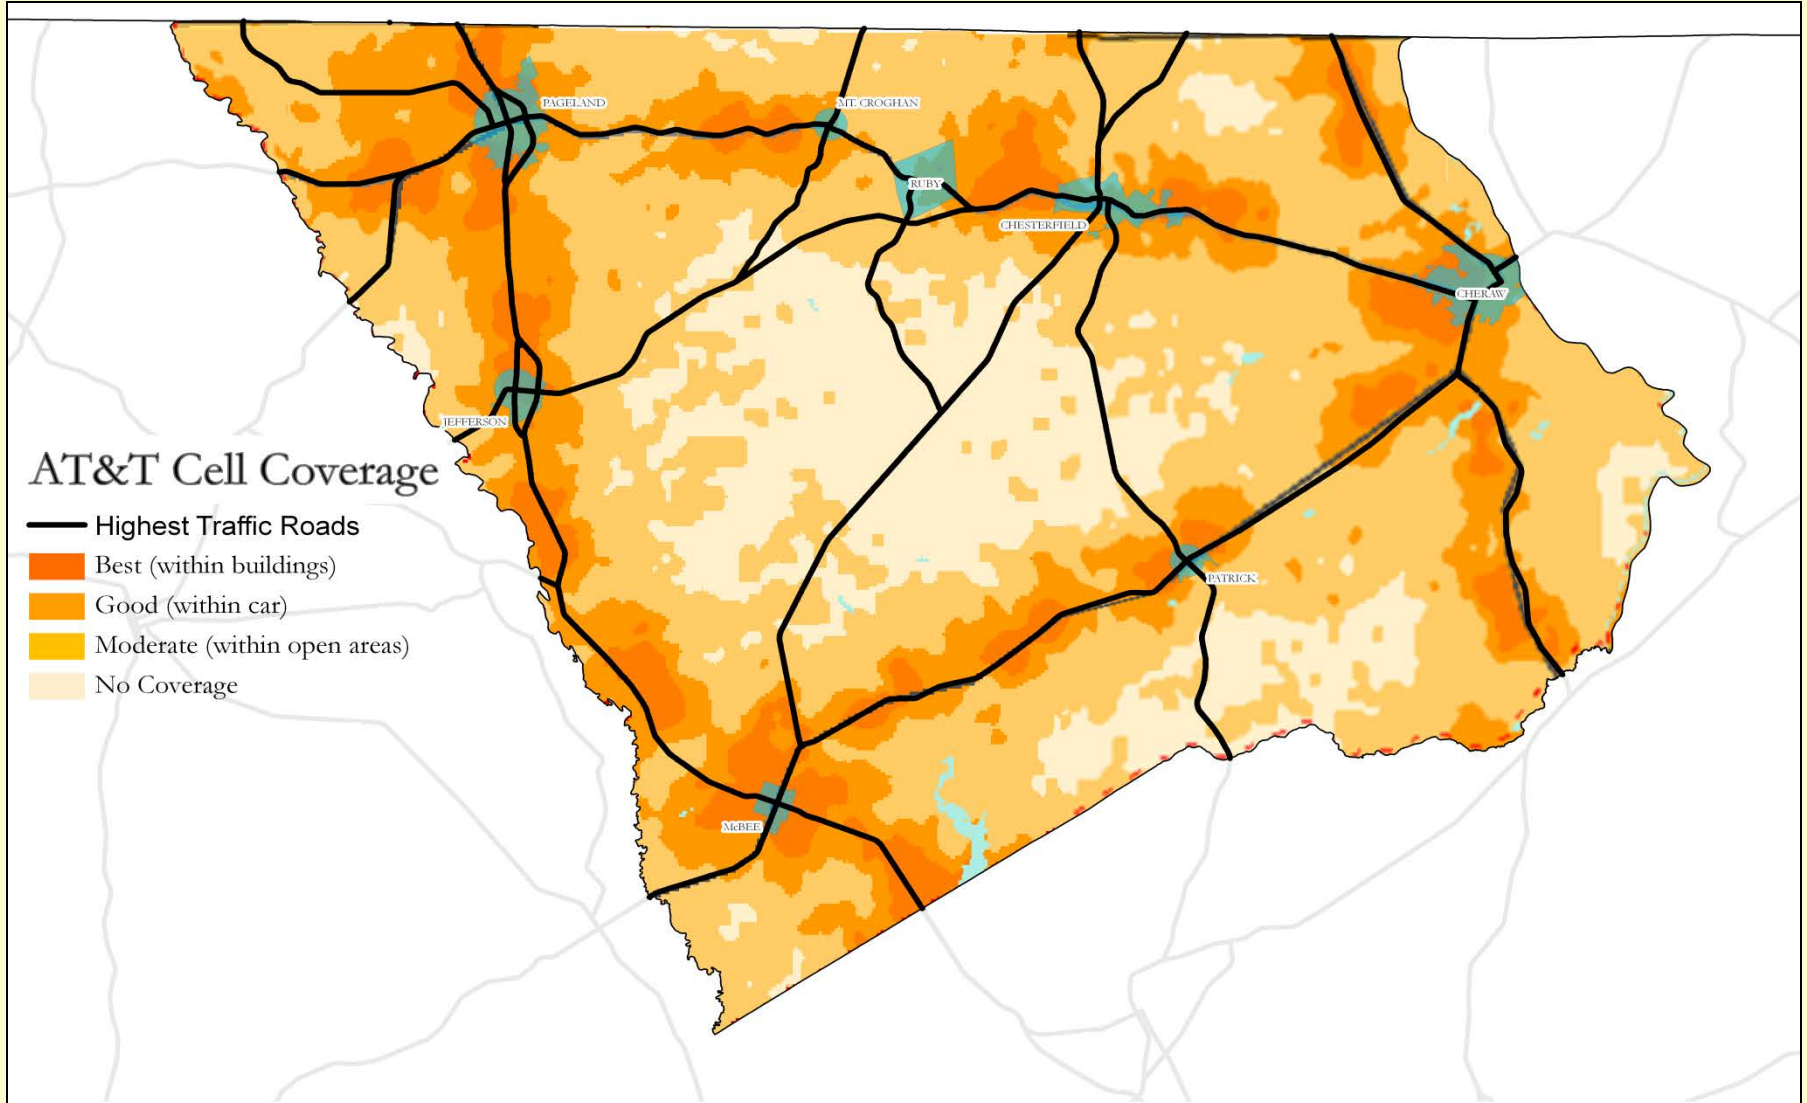 PAGELAND
MT. CROGHAN
RUBY
CHESTERFIELD
CHERAW
JEFFERSON
AT&T Cell Coverage
Highest Traffic Roads
Best (within buildings)
Good (within car)
Moderate (within open areas)
No Coverage
PATRICK
McBEE